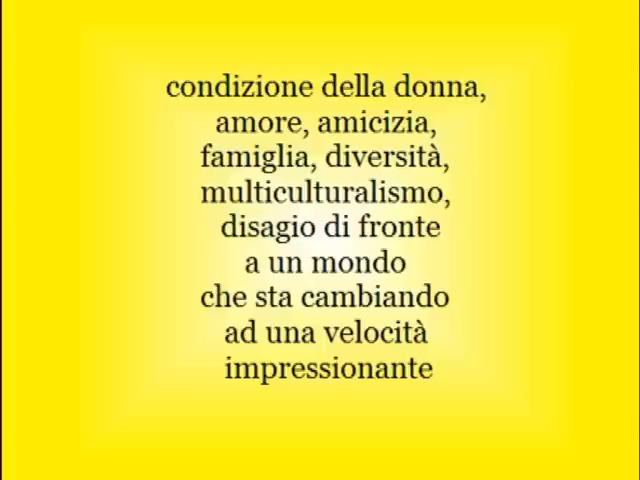 condizione della donna,
amore, amicizia,
famiglia, diversità,
multiculturalismo,
disagio di fronte
a un mondo
che sta cambiando
ad una velocità
impressionante